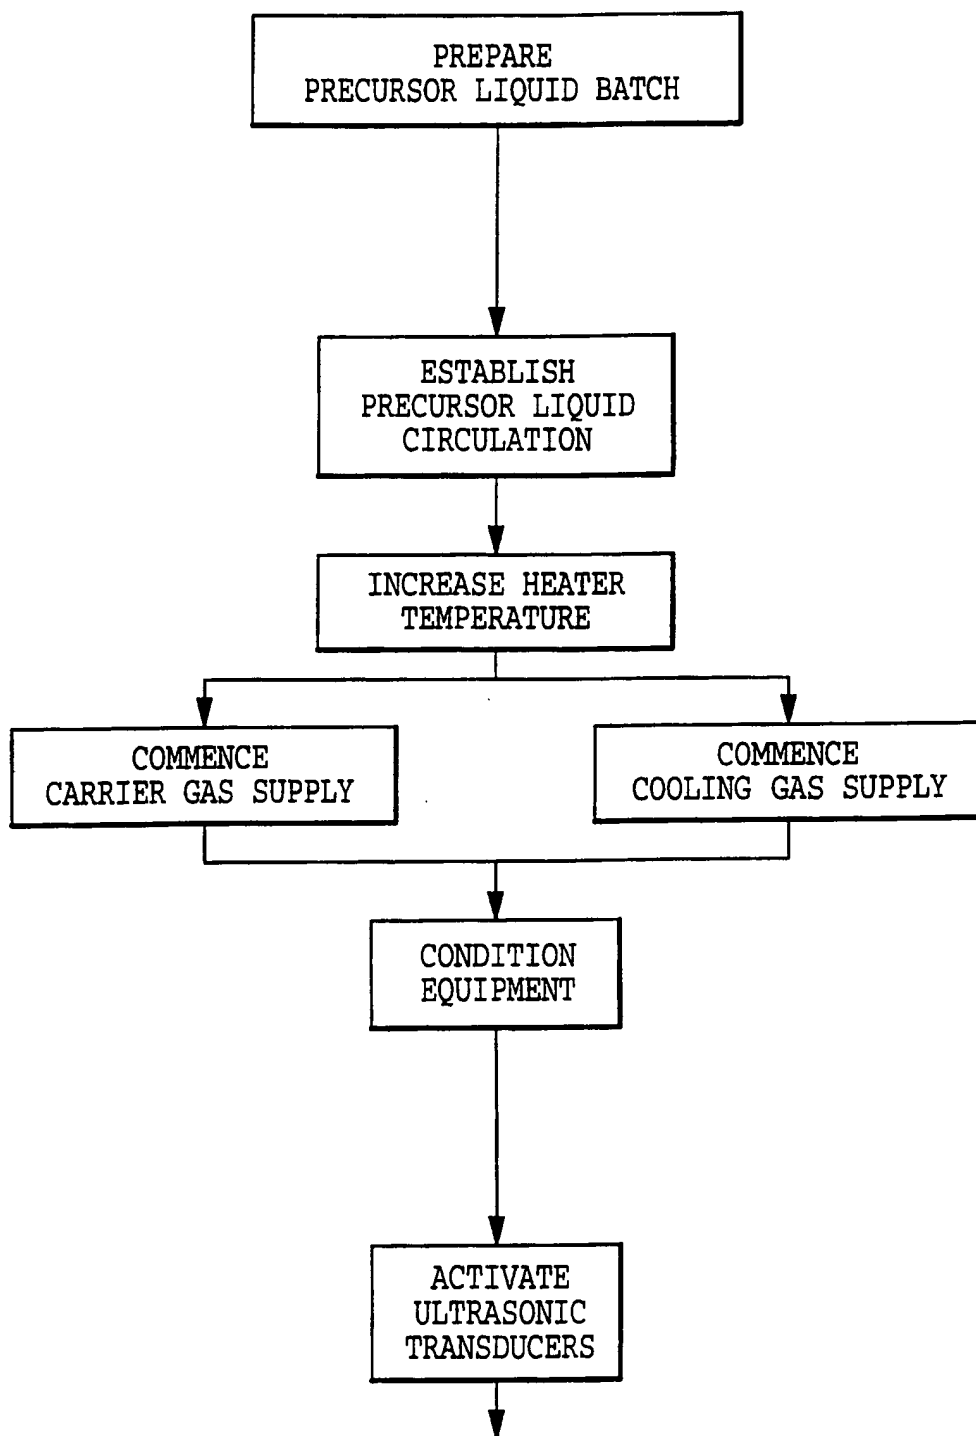 PREPARE
PRECURSOR LIQUID BATCH
ESTABLISH
PRECURSOR LIQUID
CIRCULATION
INCREASE HEATER
TEMPERATURE
COMMENCE
CARRIER GAS SUPPLY
COMMENCE
COOLING GAS SUPPLY
CONDITION
EQUIPMENT
ACTIVATE
ULTRASONIC
TRANSDUCERS